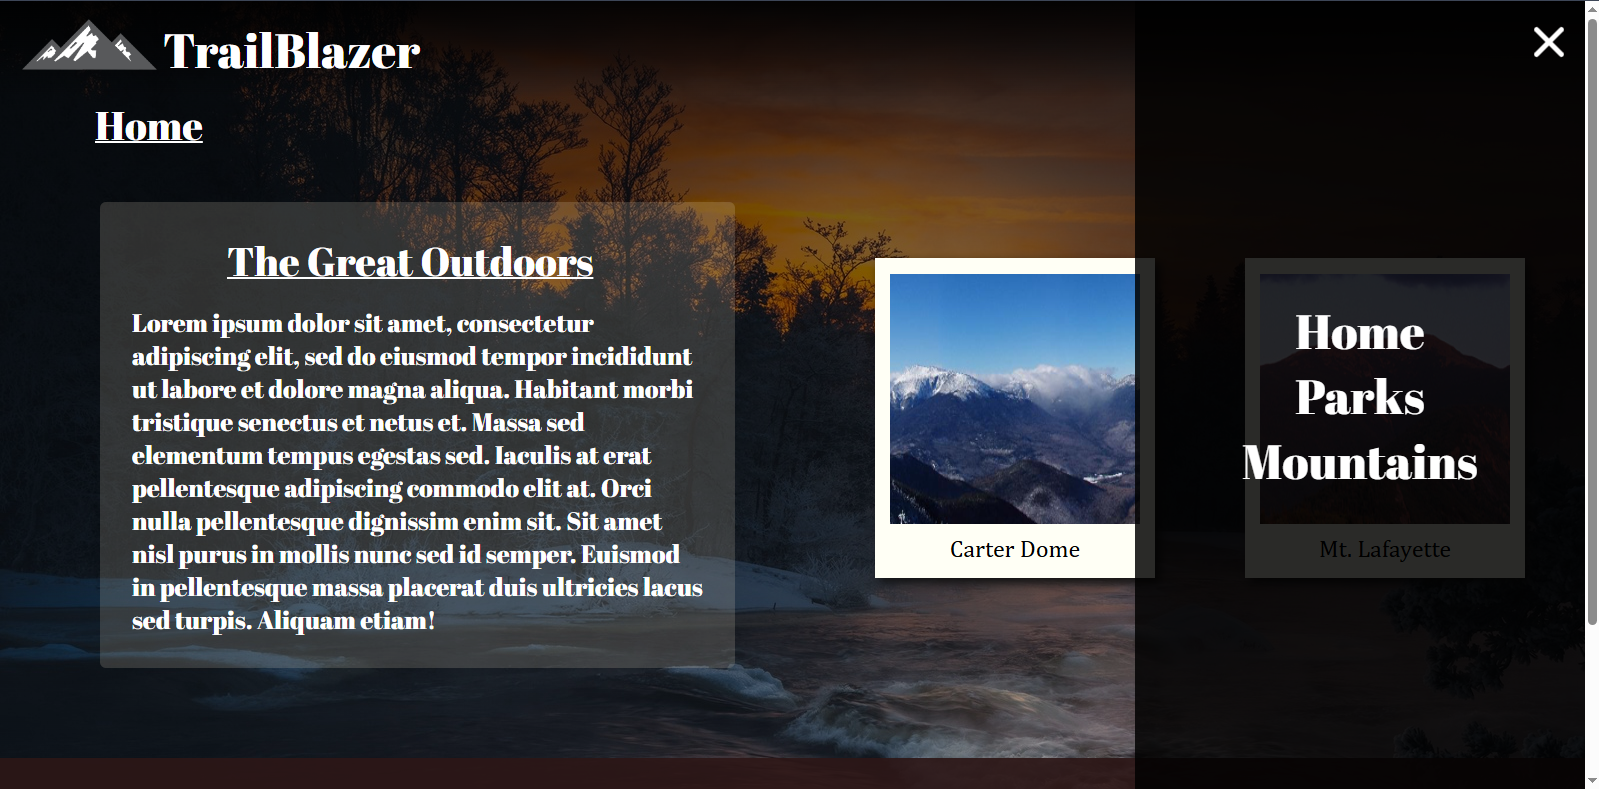 TrailBlazer
Home
The Great Outdoors
Lorem ipsum dolor sit amet, consectetur
adipiscing elit, sed do eiusmod tempor incididunt
ut labore et dolore magna aliqua. Habitant morbi
tristique senectus et netus et. Massa sed
elementum tempus egestas sed. Iaculis at erat
pellentesque adipiscing commodo elit at. Orci
nulla pellentesque dignissim enim sit. Sit amet
nisl purus in mollis nunc sed id semper. Euismod
in pellentesque massa placerat duis ultricies lacus
sed turpis. Aliquam etiam!
Carter Dome
Home
Parks
Mountains
Mt. Lafayette